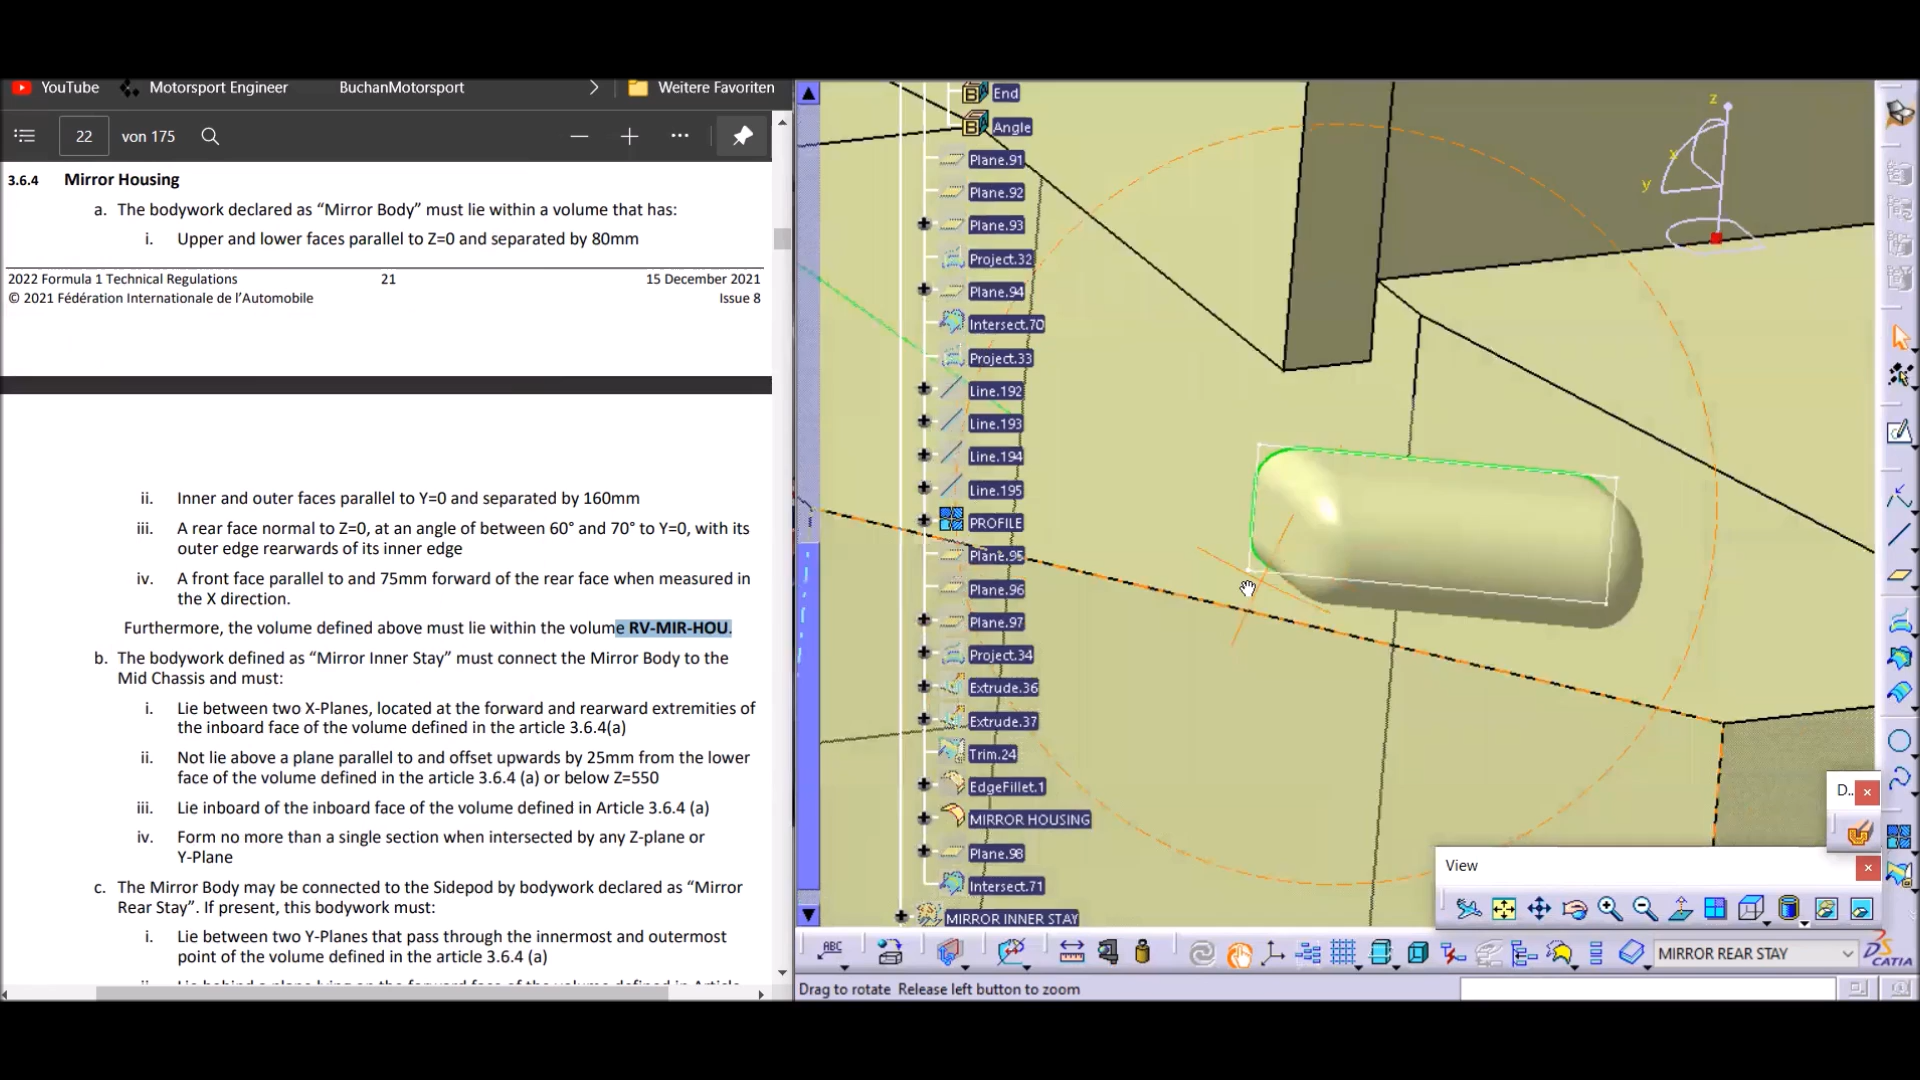 YouTube
Motorsport Engineer
BuchanMotorsport
Weitere Favoriten
22 von 175
3.6.4 Mirror Housing
a. The bodywork declared as “Mirror Body” must lie within a volume that has:
i. Upper and lower faces parallel to Z=0 and separated by 80mm
2022 Formula 1 Technical Regulations 21 15 December 2021
© 2021 Fédération Internationale de l’Automobile Issue 8
ii. Inner and outer faces parallel to Y=0 and separated by 160mm
iii. A rear face normal to Z=0, at an angle of between 60° and 70° to Y=0, with its
outer edge rearwards of its inner edge
iv. A front face parallel to and 75mm forward of the rear face when measured in
the X direction.
Furthermore, the volume defined above must lie within the volume RV-MIR-HOU.
b. The bodywork defined as “Mirror Inner Stay” must connect the Mirror Body to the
Mid Chassis and must:
i. Lie between two X-Planes, located at the forward and rearward extremities of
the inboard face of the volume defined in the article 3.6.4(a)
ii. Not lie above a plane parallel to and offset upwards by 25mm from the lower
face of the volume defined in the article 3.6.4 (a) or below Z=550
iii. Lie inboard of the inboard face of the volume defined in Article 3.6.4 (a)
iv. Form no more than a single section when intersected by any Z-plane or
Y-Plane
c. The Mirror Body may be connected to the Sidepod by bodywork declared as “Mirror
Rear Stay”. If present, this bodywork must:
i. Lie between two Y-Planes that pass through the innermost and outermost
point of the volume defined in the article 3.6.4 (a)
End
Angle
Plane.91
Plane.92
Plane.93
Project.32
Plane.94
Intersect.70
Project.33
Line.192
Line.193
Line.194
Line.195
PROFILE
Plane.95
Plane.96
Plane.97
Project.34
Extrude.36
Extrude.37
Trim.24
EdgeFillet.1
MIRROR HOUSING
Plane.98
Intersect.71
MIRROR INNER STAY
z
x
y
D..
View
ABC
MIRROR REAR STAY
CATIA
Drag to rotate Release left button to zoom